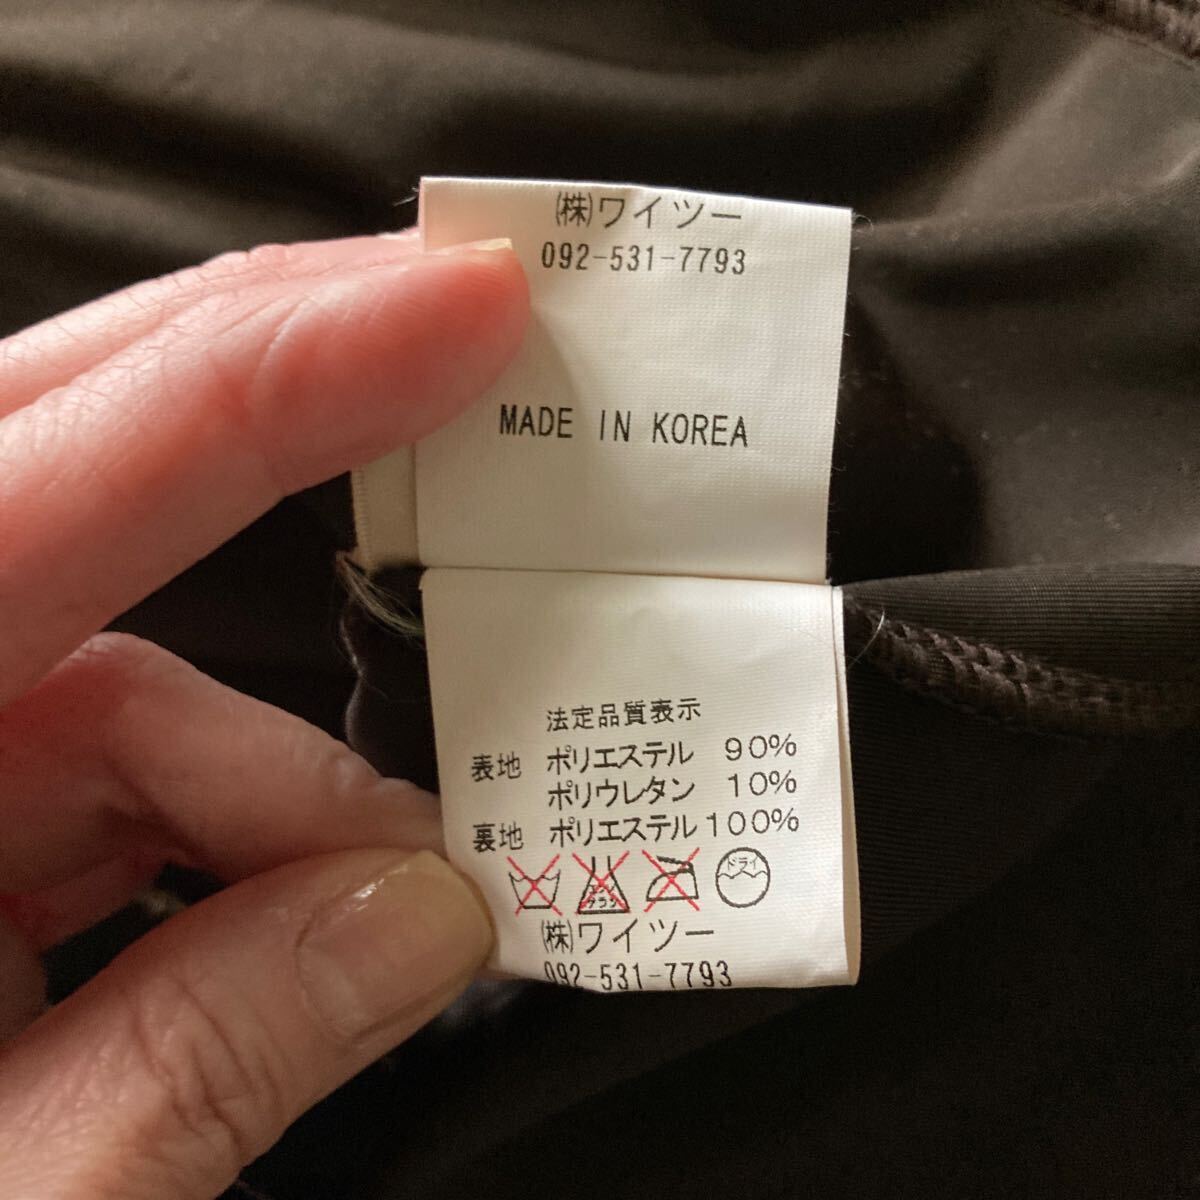 ㈱ワイツー
092-531-7793
MADE IN KOREA
法定品質表示
表地 ポリエステル 90%
ポリウレタン 10%
裏地 ポリエステル 100%
ドライ
㈱ワイツー
092-531-7793